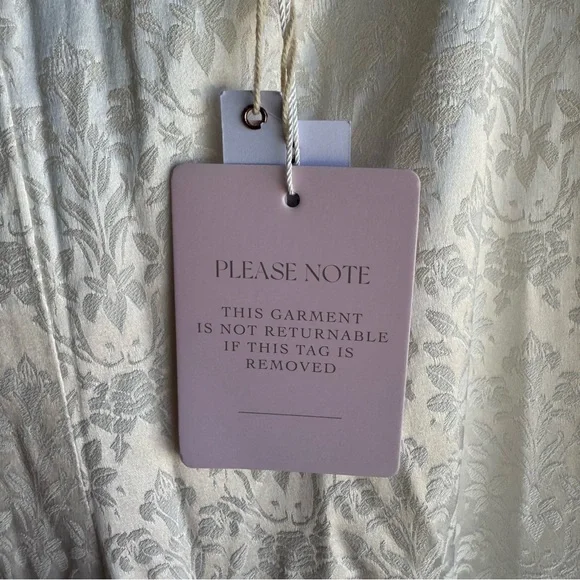 PLEASE NOTE
THIS GARMENT
IS NOT RETURNABLE
IF THIS TAG IS
REMOVED